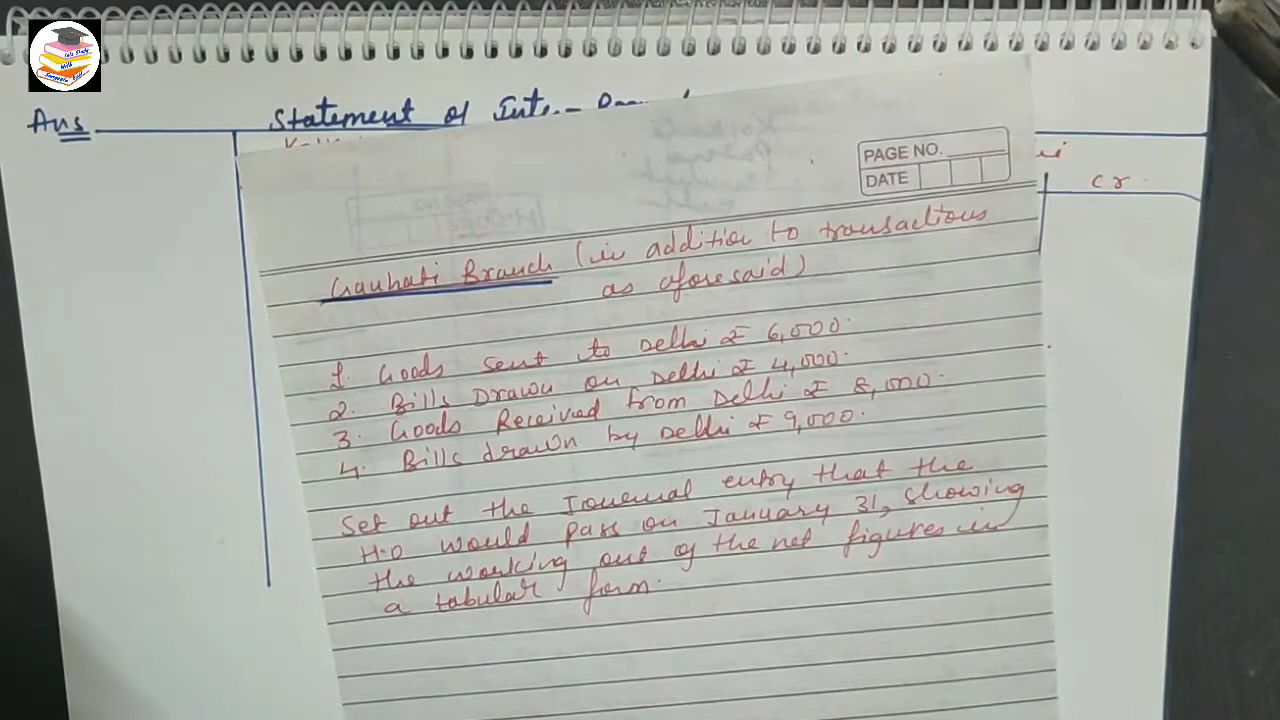 Ans
Statement of Inter-
PAGE NO.
DATE
cr.
Gauhati Branch (in addition to transactions
as aforesaid)
1. Goods sent to Delhi ₹ 6,000.
2. Bills Drawn on Delhi ₹ 4,000.
3. Goods Received from Delhi ₹ 8,000.
4. Bills drawn by Delhi ₹ 9,000.
Set out the Journal entry that the
H.O would pass on January 31, showing
the working out of the net figures in
a tabular form.